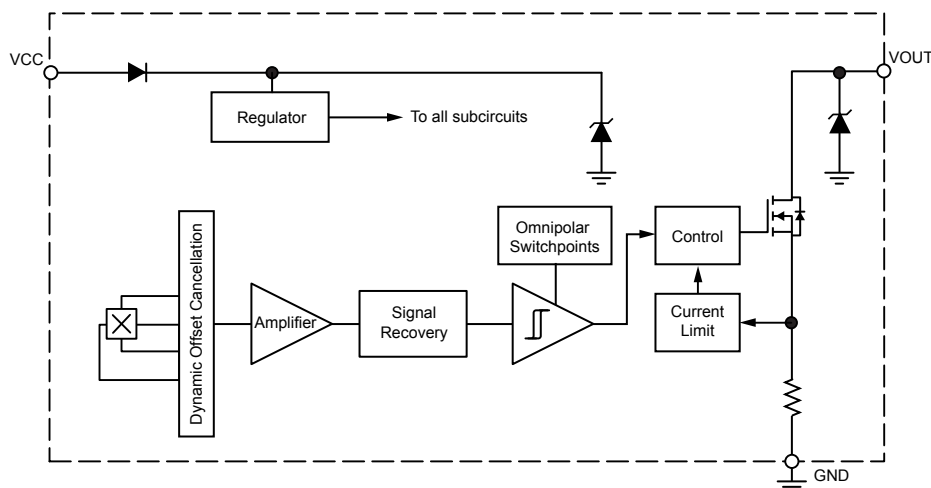 VCC
VOUT
Regulator
To all subcircuits
Omnipolar
Switchpoints
Control
Dynamic Offset Cancellation
Amplifier
Signal
Recovery
Current
Limit
GND